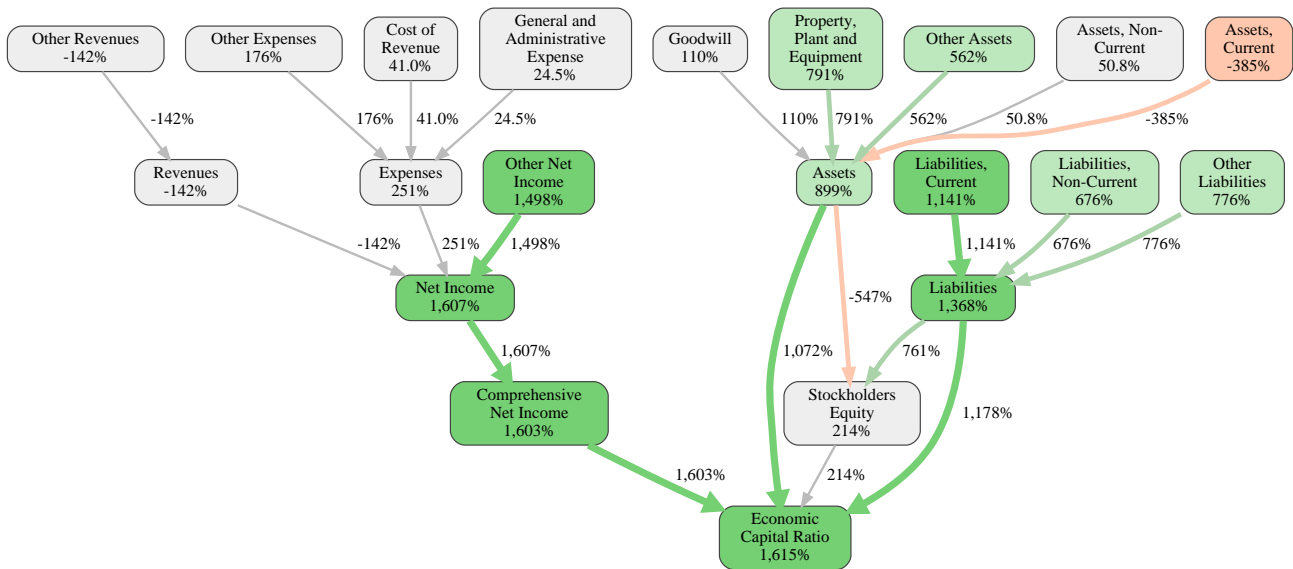 Other Revenues
-142%
Other Expenses
176%
Cost of
Revenue
41.0%
General and
Administrative
Expense
24.5%
Goodwill
110%
Property,
Plant and
Equipment
791%
Other Assets
562%
Assets, Non-
Current
50.8%
Assets,
Current
-385%
-142%
176%
41.0%
24.5%
110%
791%
562%
50.8%
-385%
Revenues
-142%
Expenses
251%
Other Net
Income
1,498%
Assets
899%
Liabilities,
Current
1,141%
Liabilities,
Non-Current
676%
Other
Liabilities
776%
-142%
251%
1,498%
1,141%
676%
776%
Net Income
1,607%
-547%
Liabilities
1,368%
1,607%
1,072%
761%
Comprehensive
Net Income
1,603%
Stockholders
Equity
214%
1,178%
1,603%
214%
Economic
Capital Ratio
1,615%